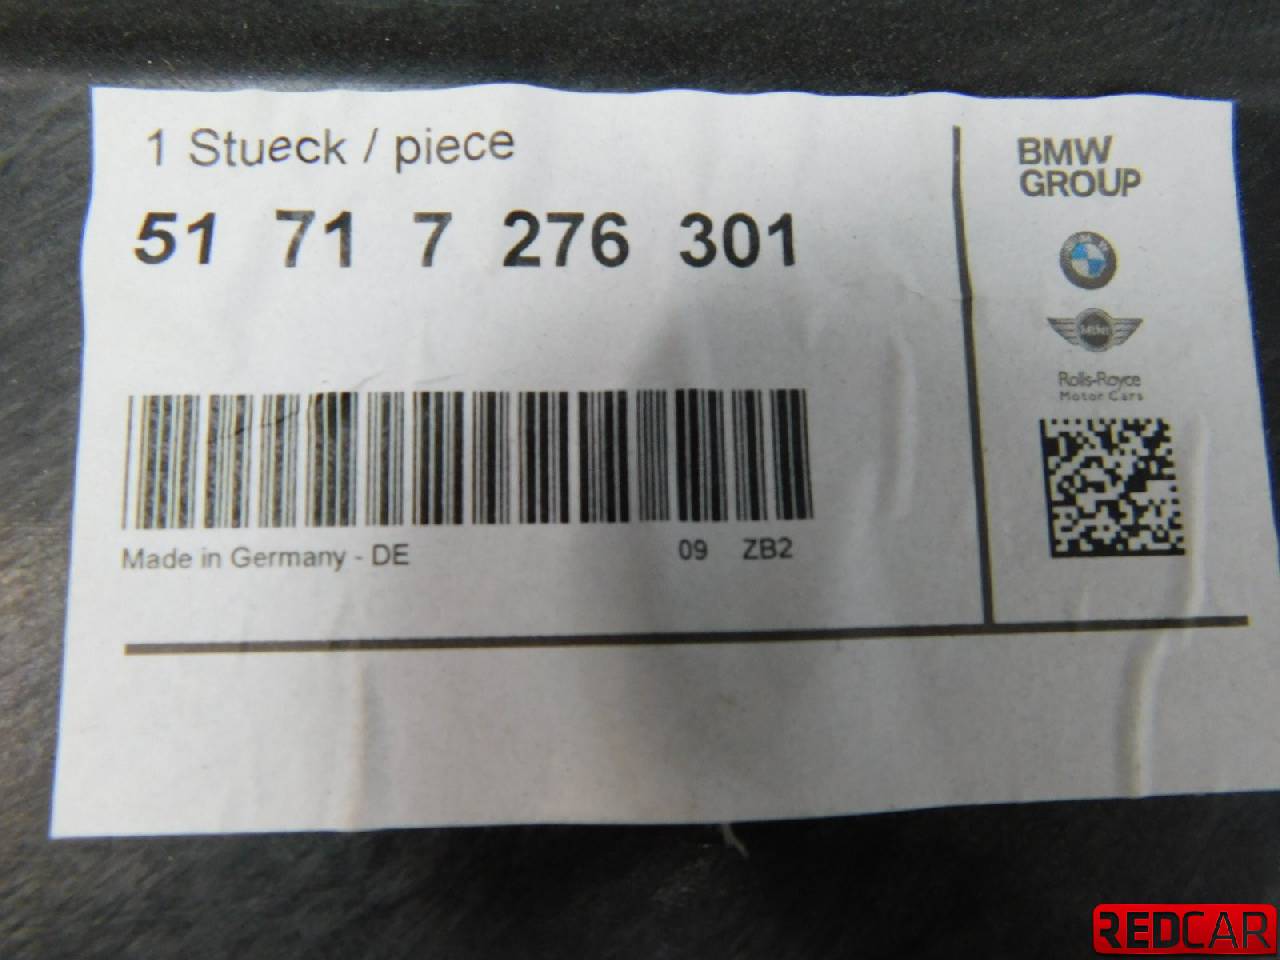 1 Stueck / piece
51 71 7 276 301
Made in Germany - DE
09 ZB2
BMW
GROUP
MINI
Rolls-Royce
Motor Cars
REDCAR